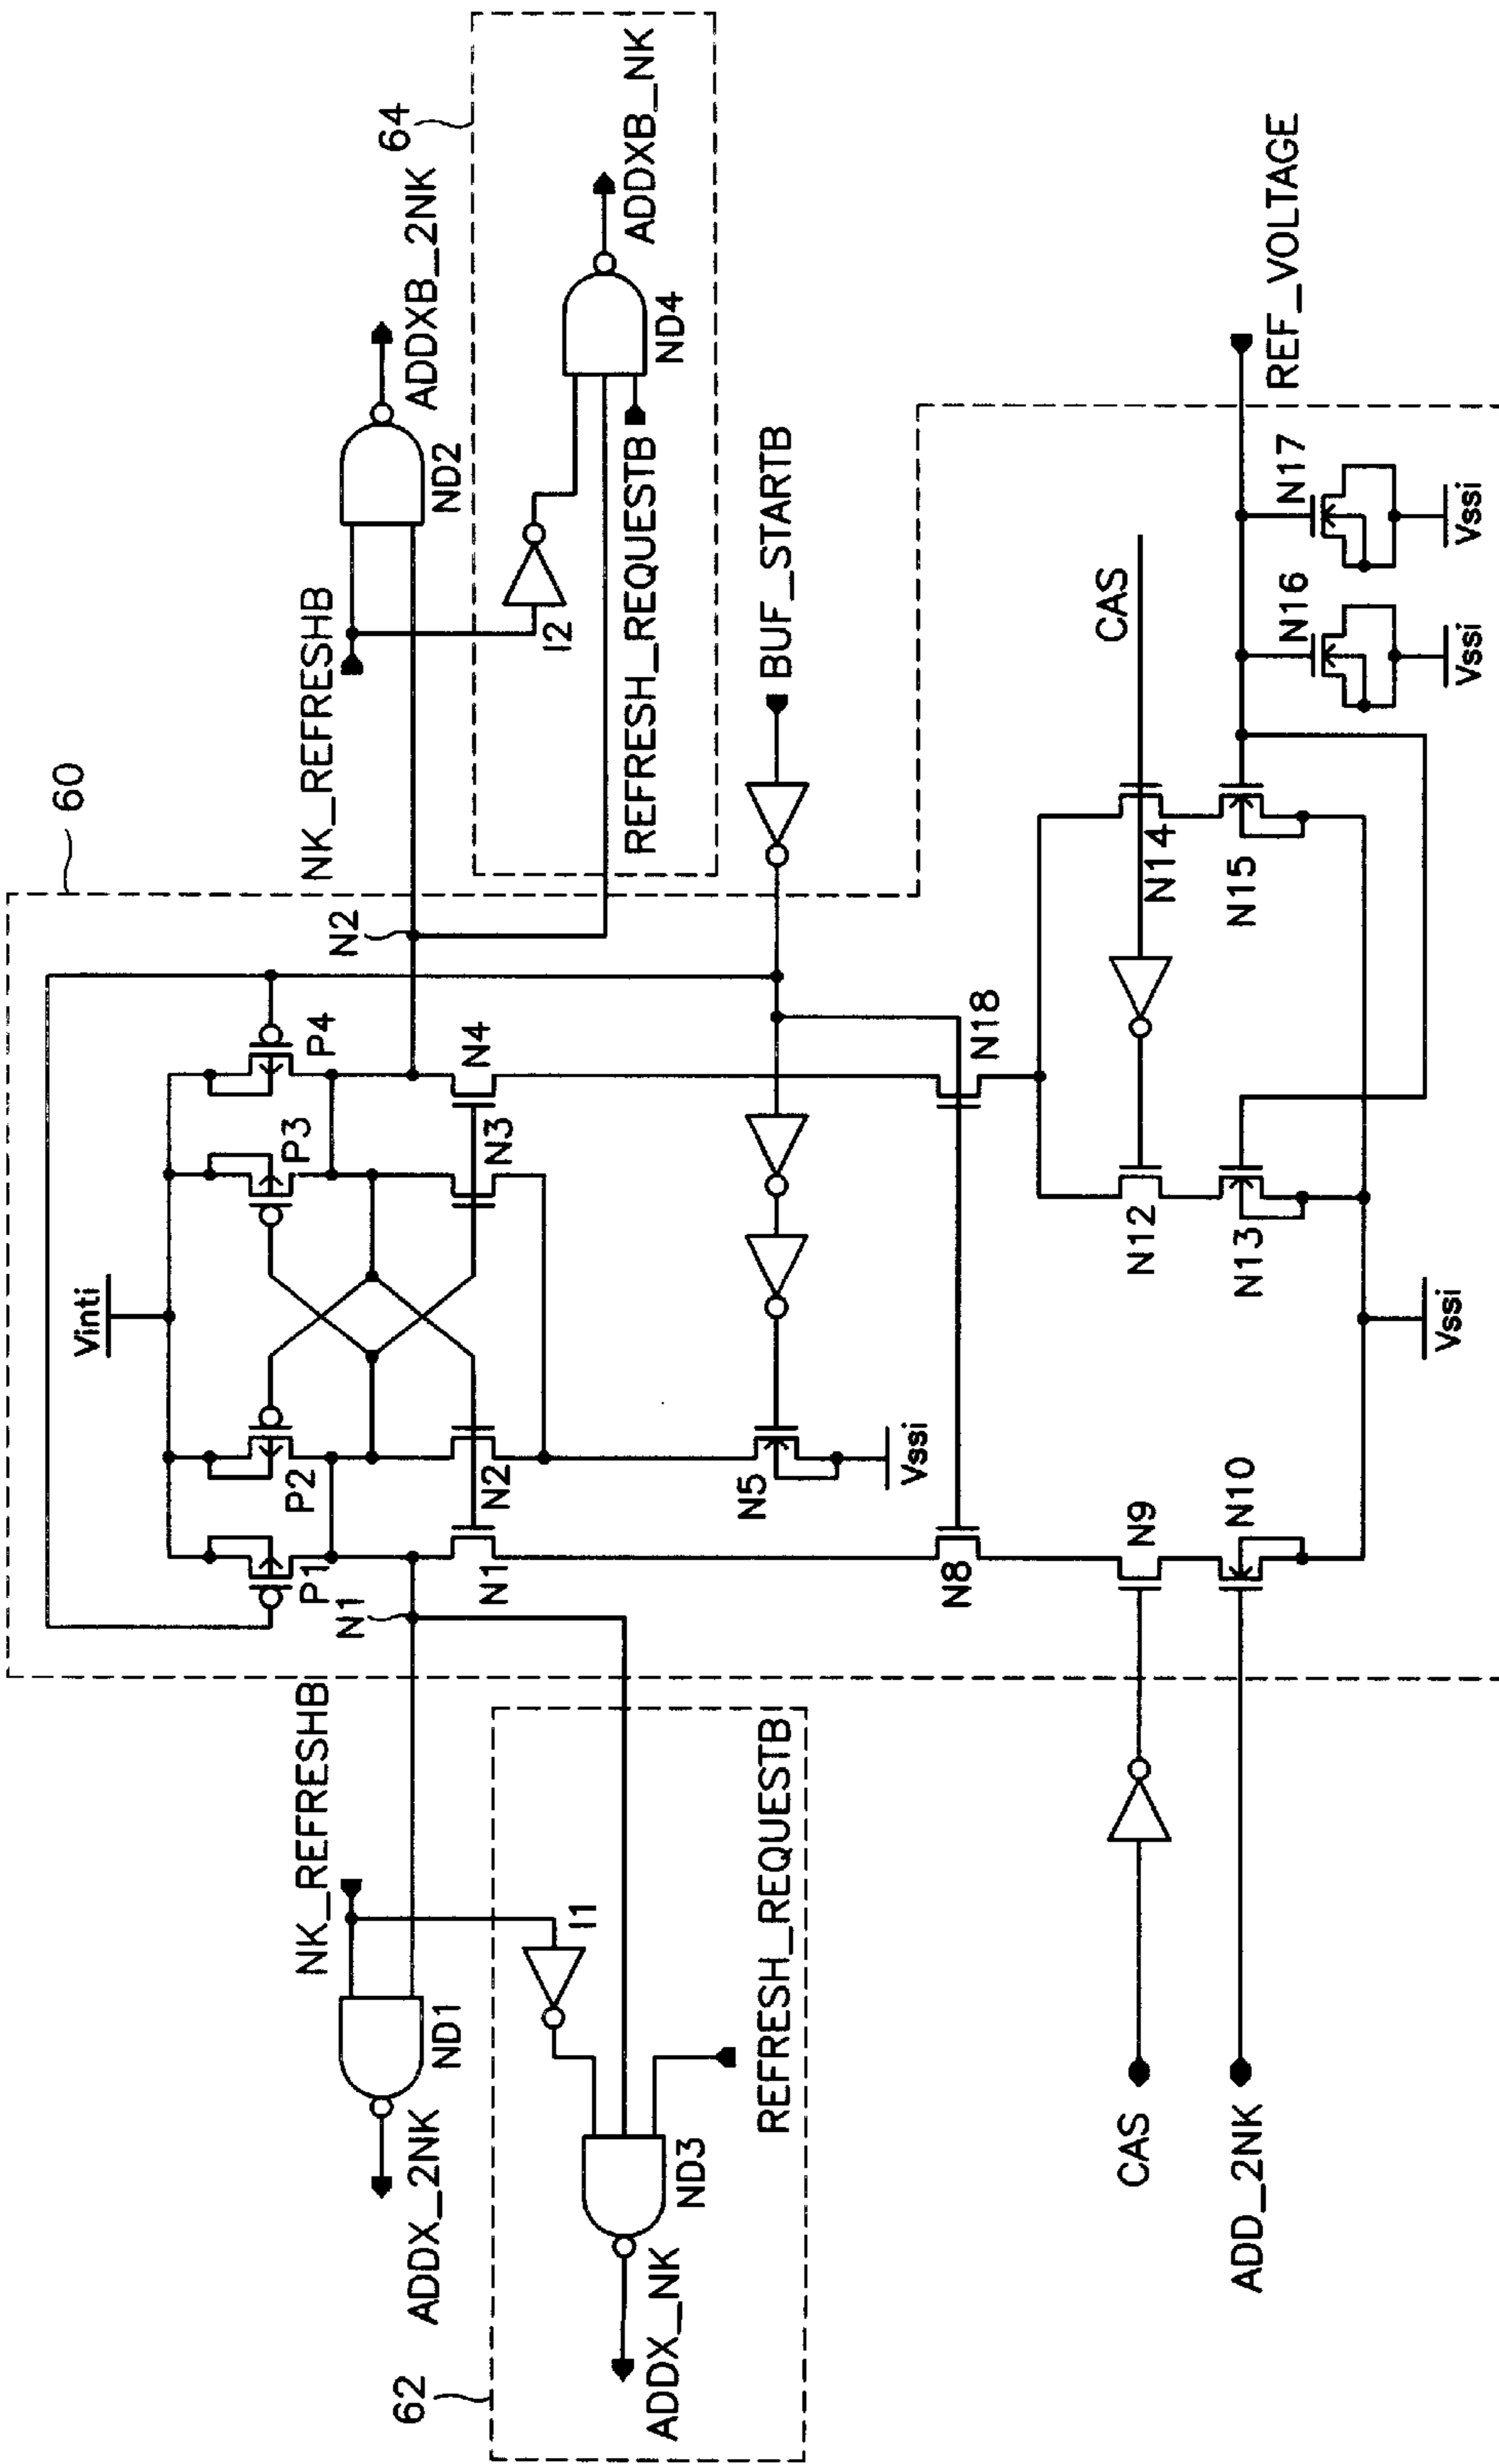 60
64
62
Vinti
P1
P2
P3
P4
N1
N2
N1
N2
N3
N4
N5
Vssi
N8
N18
N9
N10
N12
N13
N14
N15
N16
N17
Vssi
Vssi
Vssi
NK_REFRESHB
ND1
ADDX_2NK
I1
ND3
ADDX_NK
REFRESH_REQUESTB
NK_REFRESHB
ND2
ADDXB_2NK
I2
ND4
ADDXB_NK
REFRESH_REQUESTB
BUF_STARTB
CAS
REF_VOLTAGE
CAS
ADD_2NK